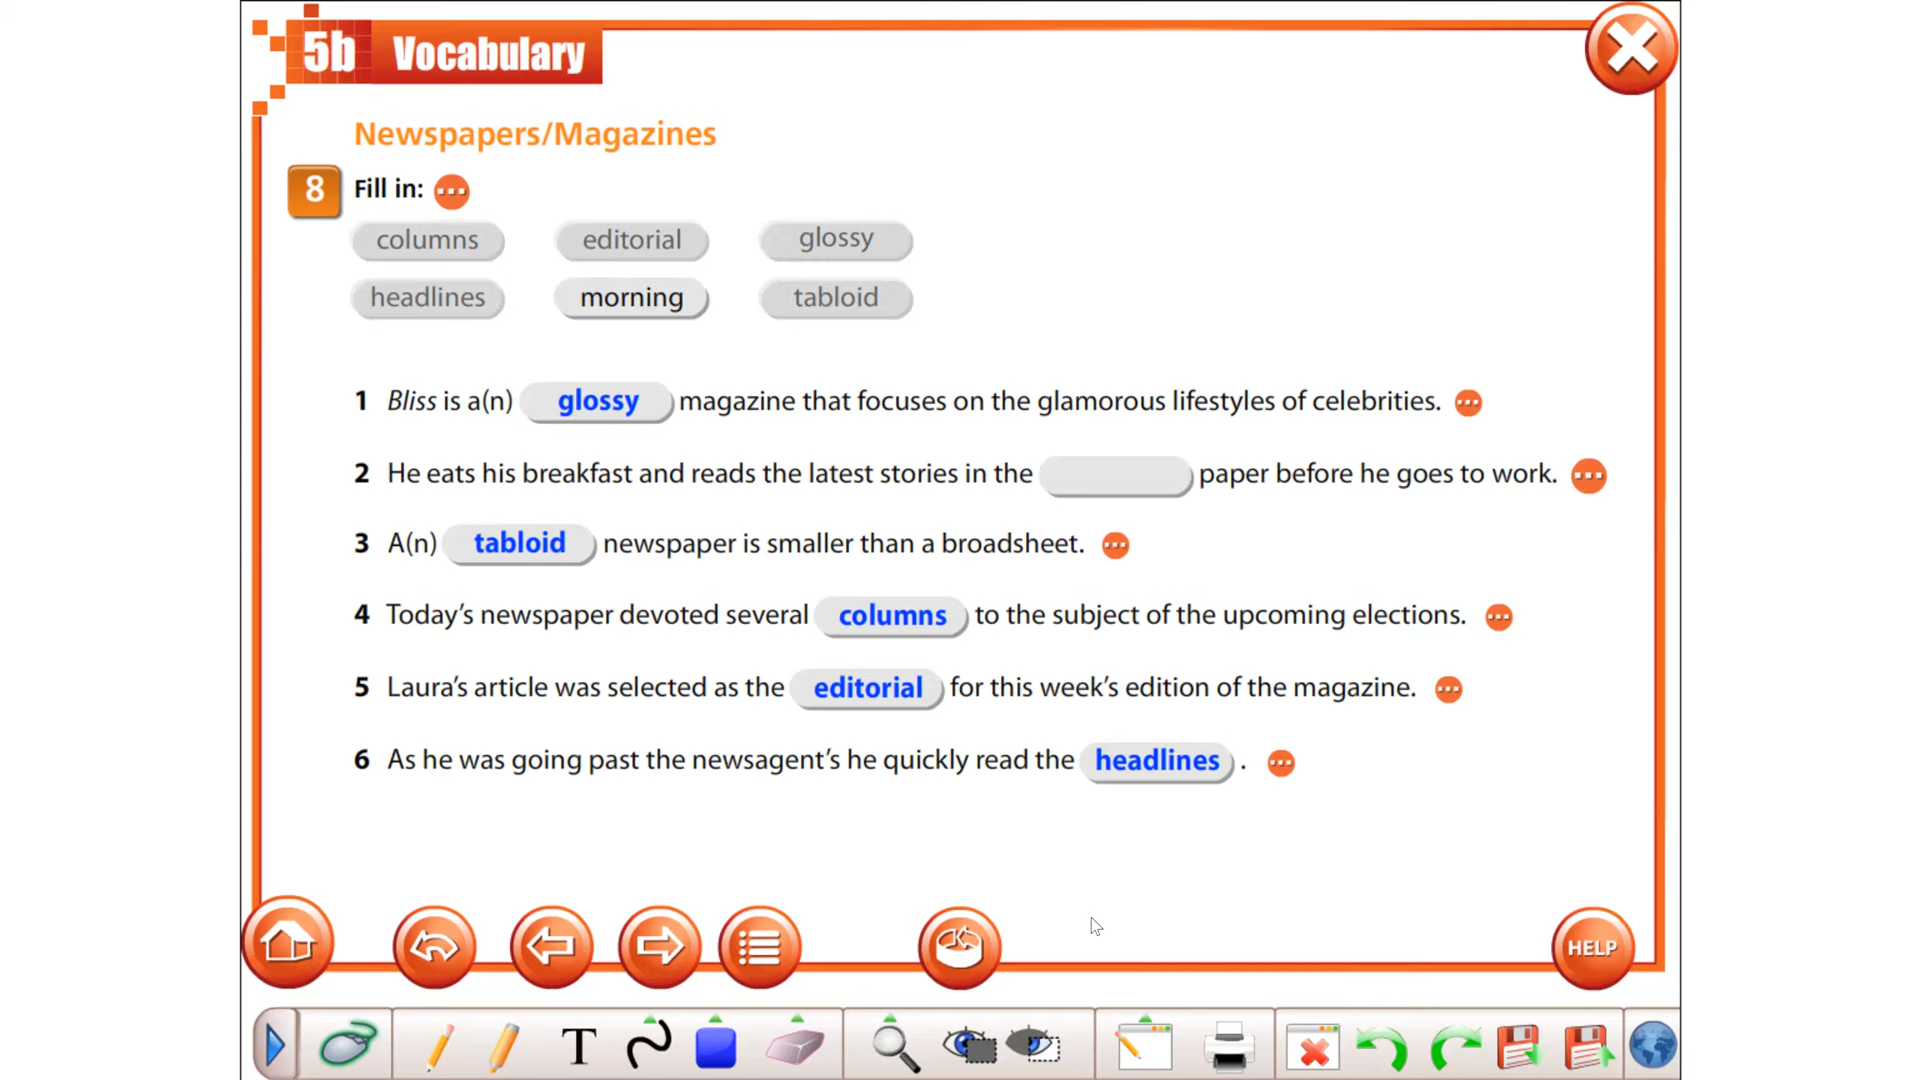 5b Vocabulary
Newspapers/Magazines
8 Fill in:
columns editorial glossy
headlines morning tabloid
1 Bliss is a(n) glossy magazine that focuses on the glamorous lifestyles of celebrities.
2 He eats his breakfast and reads the latest stories in the paper before he goes to work.
3 A(n) tabloid newspaper is smaller than a broadsheet.
4 Today's newspaper devoted several columns to the subject of the upcoming elections.
5 Laura's article was selected as the editorial for this week's edition of the magazine.
6 As he was going past the newsagent's he quickly read the headlines .
HELP
T